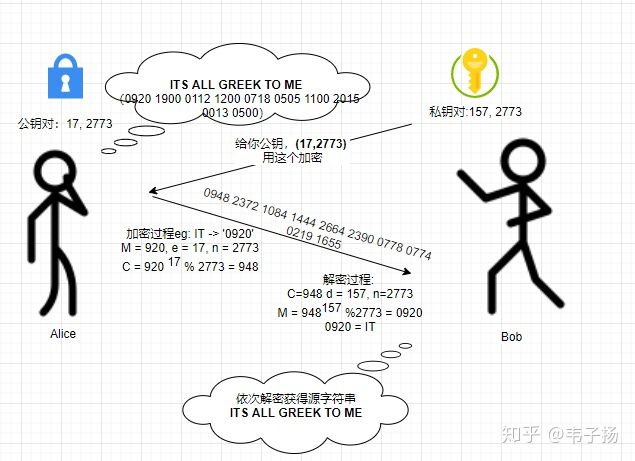 ITS ALL GREEK TO ME
（0920 1900 0112 1200 0718 0505 1100 2015
0013 0500）
公钥对：17, 2773
私钥对:157, 2773
给你公钥，(17,2773)
用这个加密
0948 2372 1084 1444 2664 2390 0778 0774
0219 1655
加密过程eg: IT -> '0920'
M = 920, e = 17, n = 2773
C = 920 17 % 2773 = 948
解密过程:
C=948 d = 157, n=2773
M = 948157 %2773 = 0920
0920 = IT
Alice
Bob
依次解密获得源字符串
ITS ALL GREEK TO ME
知乎 @韦子扬